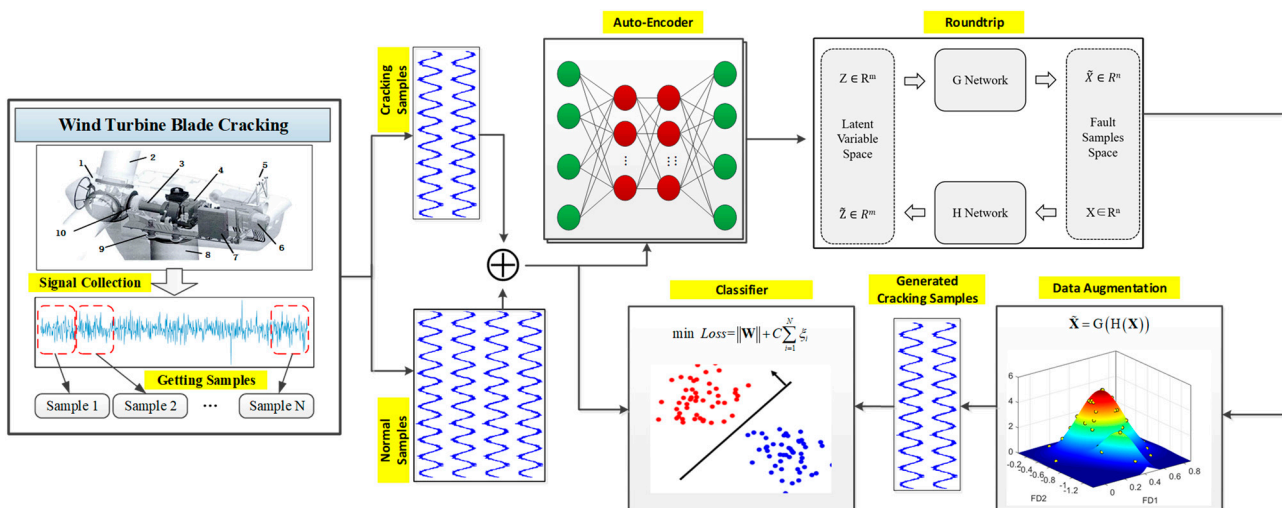 Wind Turbine Blade Cracking
1
2
3
4
5
10
9
8
7
6
Signal Collection
Getting Samples
Sample 1
Sample 2
...
Sample N
Cracking
Samples
Normal
Samples
Auto-Encoder
Roundtrip
Z ∈ R^m
G Network
X̃ ∈ R^n
Latent
Variable
Space
Fault
Samples
Space
Z̃ ∈ R^m
H Network
X ∈ R^n
Classifier
min Loss=‖W‖+C∑_{i=1}^{N} ξ_i
Generated
Cracking Samples
Data Augmentation
X̃ = G(H(X))
6
4
2
0
-0.2
-0.4
-0.6
-0.8
-1
-1.2
FD2
0
0.2
0.4
0.6
0.8
FD1